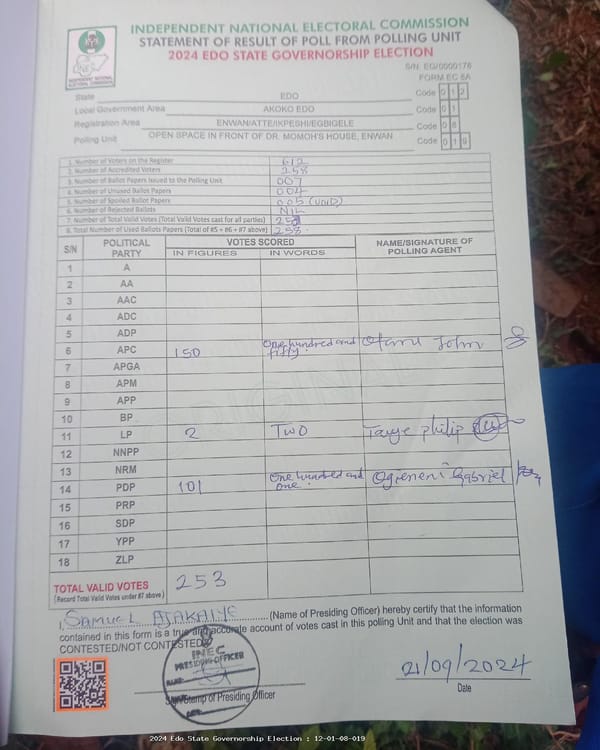 INDEPENDENT NATIONAL ELECTORAL COMMISSION
STATEMENT OF RESULT OF POLL FROM POLLING UNIT
2024 EDO STATE GOVERNORSHIP ELECTION
S/N: EG/0000176
FORM EC 8A
INEC
INDEPENDENT NATIONAL ELECTORAL COMMISSION
State EDO Code 0 1 2
Local Government Area AKOKO EDO Code 0 1
Registration Area ENWAN/ATTE/IKPESHI/EGBIGELE Code 0 8
Polling Unit OPEN SPACE IN FRONT OF DR. MOMOH'S HOUSE, ENWAN Code 0 1 9
1. Number of Voters on the Register 612
2. Number of Accredited Voters 258
3. Number of Ballot Papers Issued to the Polling Unit 007
4. Number of Unused Ballot Papers 004
5. Number of Spoiled Ballot Papers 005 (VOID)
6. Number of Rejected Ballots NIL
7. Number of Total Valid Votes (Total Valid Votes cast for all parties)
8. Total Number of Used Ballots Papers (Total of #5 + #6 + #7 above) 258
S/N POLITICAL PARTY VOTES SCORED NAME/SIGNATURE OF POLLING AGENT
IN FIGURES IN WORDS
1 A
2 AA
3 AAC
4 ADC
5 ADP
6 APC 150 One hundred and fifty. John
7 APGA
8 APM
9 APP
10 BP
11 LP 2 TWO Taye philip
12 NNPP
13 NRM
14 PDP 101 One hundred and one. Gabriel
15 PRP
16 SDP
17 YPP
18 ZLP
TOTAL VALID VOTES 253
(Record Total Valid Votes under #7 above)
I, SAMUEL (Name of Presiding Officer) hereby certify that the information
contained in this form is a true and accurate account of votes cast in this polling Unit and that the election was
CONTESTED/NOT CONTESTED
INEC
PRESIDING OFFICER
NAME
DATE
Stamp of Presiding Officer
21/09/2024
Date
2024 Edo State Governorship Election : 12-01-08-019